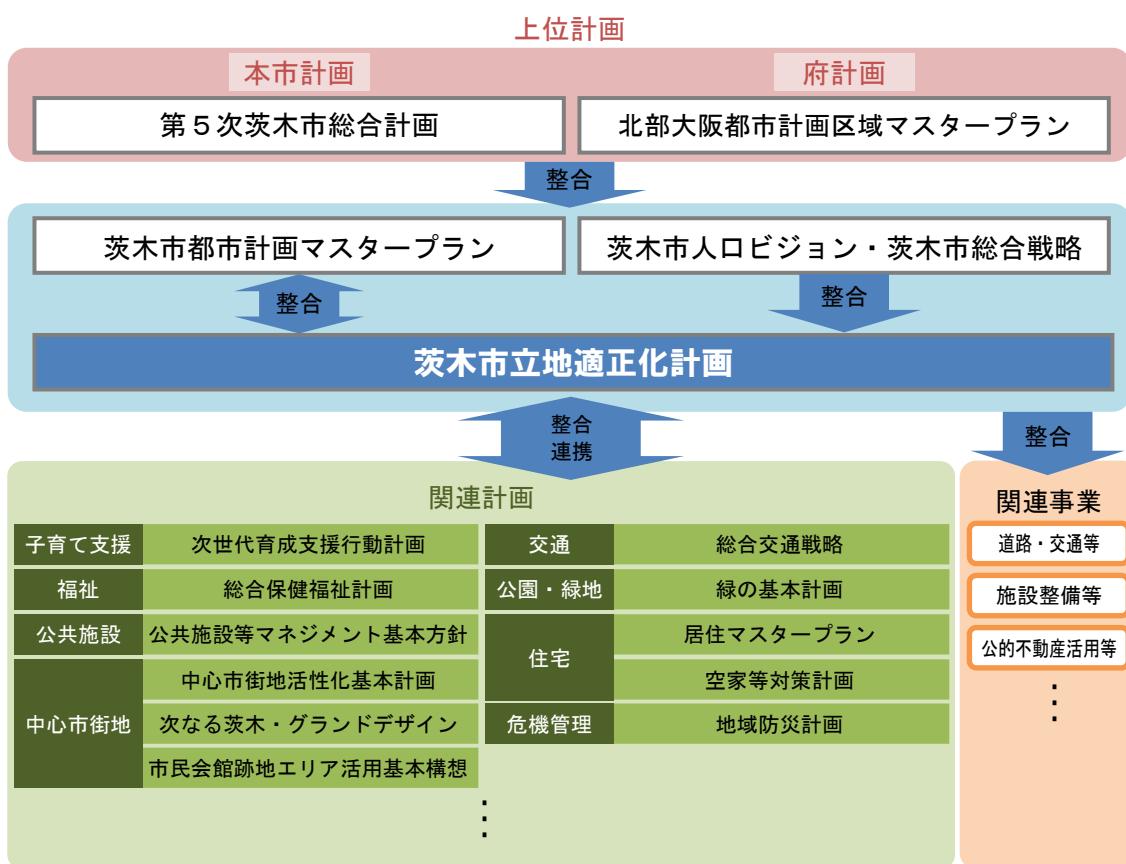 上位計画
本市計画
府計画
第５次茨木市総合計画
北部大阪都市計画区域マスタープラン
整合
茨木市都市計画マスタープラン
茨木市人口ビジョン・茨木市総合戦略
整合
整合
茨木市立地適正化計画
整合
連携
整合
関連計画
子育て支援
次世代育成支援行動計画
福祉
総合保健福祉計画
公共施設
公共施設等マネジメント基本方針
中心市街地
中心市街地活性化基本計画
次なる茨木・グランドデザイン
市民会館跡地エリア活用基本構想
交通
総合交通戦略
公園・緑地
緑の基本計画
住宅
居住マスタープラン
空家等対策計画
危機管理
地域防災計画
関連事業
道路・交通等
施設整備等
公的不動産活用等